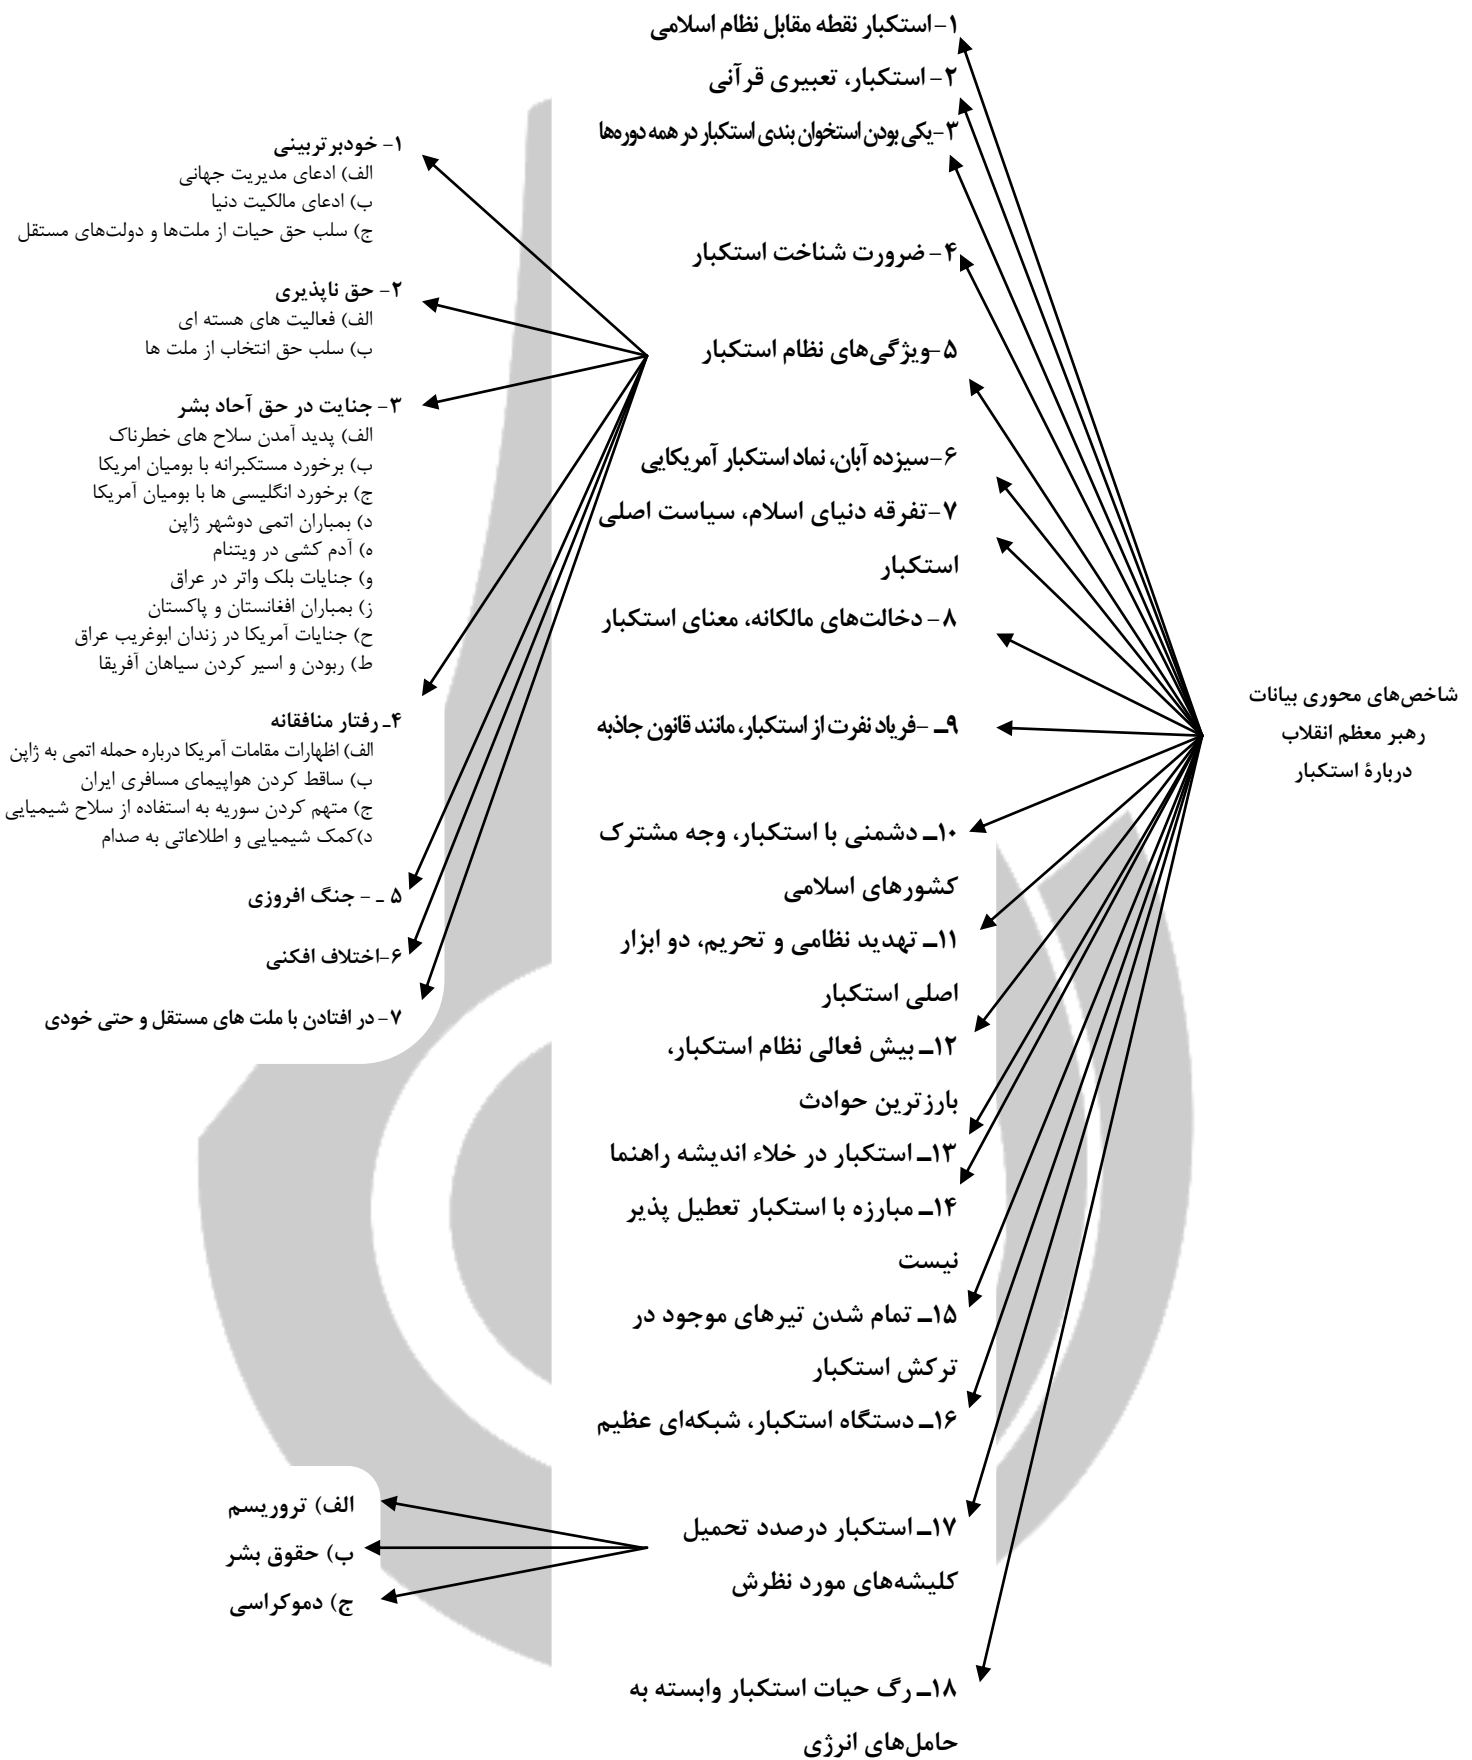 شاخص‌های محوری بیانات
رهبر معظم انقلاب
دربارهٔ استکبار
۱- استکبار نقطه مقابل نظام اسلامی
۲- استکبار، تعبیری قرآنی
۳-یکی بودن استخوان بندی استکبار در همه دوره‌ها
۴- ضرورت شناخت استکبار
۵-ویژگی‌های نظام استکبار
۶-سیزده آبان، نماد استکبار آمریکایی
۷-تفرقه دنیای اسلام، سیاست اصلی
استکبار
۸- دخالت‌های مالکانه، معنای استکبار
۹ـ -فریاد نفرت از استکبار، مانند قانون جاذبه
۱۰ـ دشمنی با استکبار، وجه مشترک
کشورهای اسلامی
۱۱ـ تهدید نظامی و تحریم، دو ابزار
اصلی استکبار
۱۲ـ بیش فعالی نظام استکبار،
بارزترین حوادث
۱۳ـ استکبار در خلاء اندیشه راهنما
۱۴ـ مبارزه با استکبار تعطیل پذیر
نیست
۱۵ـ تمام شدن تیرهای موجود در
ترکش استکبار
۱۶ـ دستگاه استکبار، شبکه‌ای عظیم
۱۷ـ استکبار درصدد تحمیل
کلیشه‌های مورد نظرش
۱۸ـ رگ حیات استکبار وابسته به
حامل‌های انرژی
۱- خودبرتربینی
الف) ادعای مدیریت جهانی
ب) ادعای مالکیت دنیا
ج) سلب حق حیات از ملت‌ها و دولت‌های مستقل
۲- حق ناپذیری
الف) فعالیت های هسته ای
ب) سلب حق انتخاب از ملت ها
۳- جنایت در حق آحاد بشر
الف) پدید آمدن سلاح های خطرناک
ب) برخورد مستکبرانه با بومیان امریکا
ج) برخورد انگلیسی ها با بومیان آمریکا
د) بمباران اتمی دوشهر ژاپن
ه) آدم کشی در ویتنام
و) جنایات بلک واتر در عراق
ز) بمباران افغانستان و پاکستان
ح) جنایات آمریکا در زندان ابوغریب عراق
ط) ربودن و اسیر کردن سیاهان آفریقا
۴ـ رفتار منافقانه
الف) اظهارات مقامات آمریکا درباره حمله اتمی به ژاپن
ب) ساقط کردن هواپیمای مسافری ایران
ج) متهم کردن سوریه به استفاده از سلاح شیمیایی
د)کمک شیمیایی و اطلاعاتی به صدام
۵ ـ - جنگ افروزی
۶-اختلاف افکنی
۷- در افتادن با ملت های مستقل و حتی خودی
الف) تروریسم
ب) حقوق بشر
ج) دموکراسی